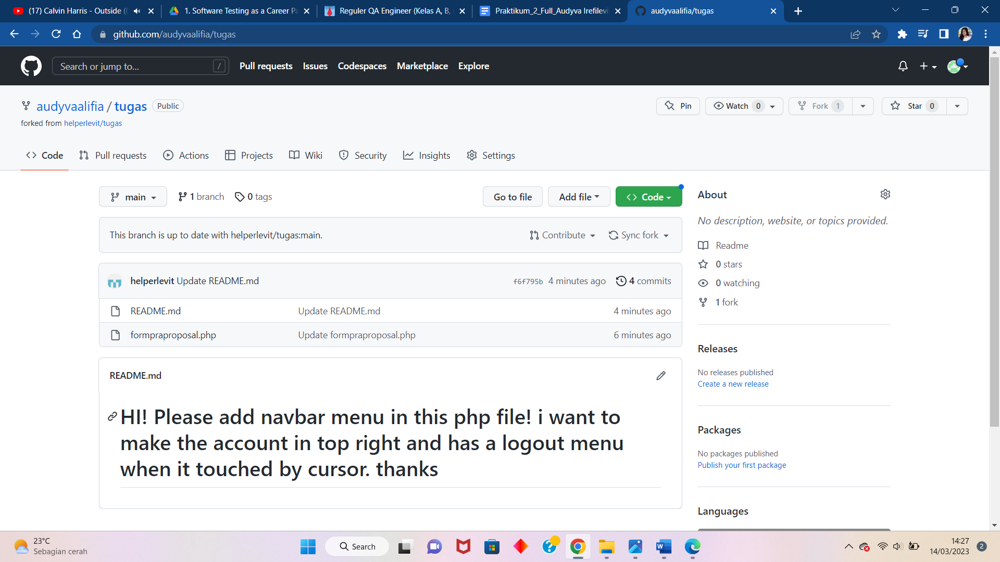 (17) Calvin Harris - Outside (
1. Software Testing as a Career Pa
Reguler QA Engineer (Kelas A, B,
Praktikum_2_Full_Audyva Irefilevi
audyvaalifia/tugas
github.com/audyvaalifia/tugas
Search or jump to...
/
Pull requests
Issues
Codespaces
Marketplace
Explore
audyvaalifia / tugas
Public
Pin
Watch 0
Fork 1
Star 0
forked from helperlevit/tugas
Code
Pull requests
Actions
Projects
Wiki
Security
Insights
Settings
main
1 branch
0 tags
Go to file
Add file
Code
About
No description, website, or topics provided.
This branch is up to date with helperlevit/tugas:main.
Contribute
Sync fork
Readme
0 stars
0 watching
1 fork
helperlevit Update README.md
f6f795b 4 minutes ago
4 commits
README.md
Update README.md
4 minutes ago
formpraproposal.php
Update formpraproposal.php
6 minutes ago
Releases
No releases published
Create a new release
README.md
HI! Please add navbar menu in this php file! i want to
make the account in top right and has a logout menu
when it touched by cursor. thanks
Packages
No packages published
Publish your first package
Languages
23°C
Sebagian cerah
Search
14:27
14/03/2023
2